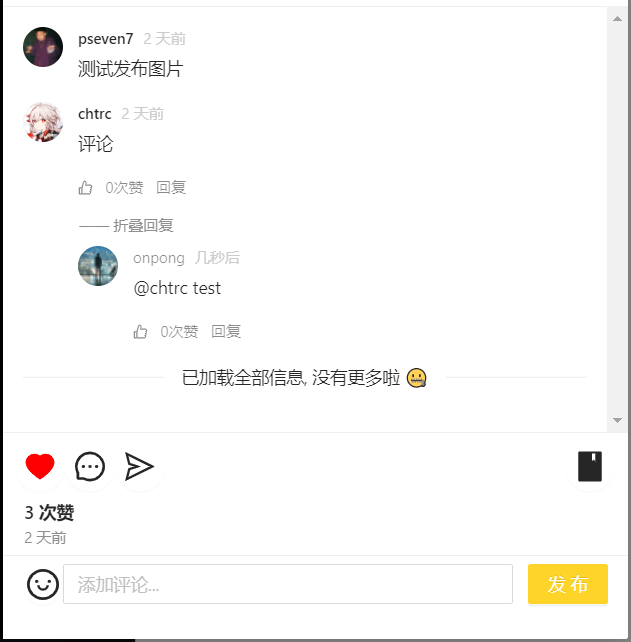 pseven7 2 天前
测试发布图片
chtrc 2 天前
评论
0次赞 回复
—— 折叠回复
onpong 几秒后
@chtrc test
0次赞 回复
已加载全部信息, 没有更多啦 🤐
3 次赞
2 天前
添加评论... 发布